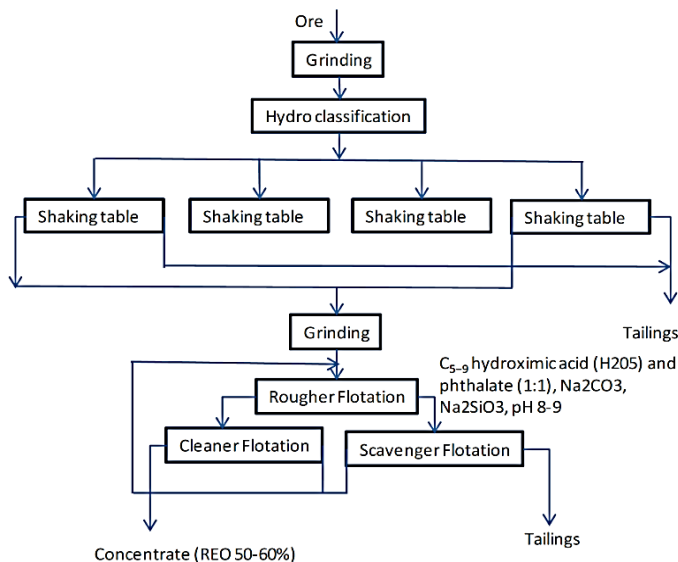 Ore
Grinding
Hydro classification
Shaking table
Shaking table
Shaking table
Shaking table
Tailings
Grinding
C₅₋₉ hydroximic acid (H205) and
phthalate (1:1), Na2CO3,
Na2SiO3, pH 8-9
Rougher Flotation
Cleaner Flotation
Scavenger Flotation
Tailings
Concentrate (REO 50-60%)